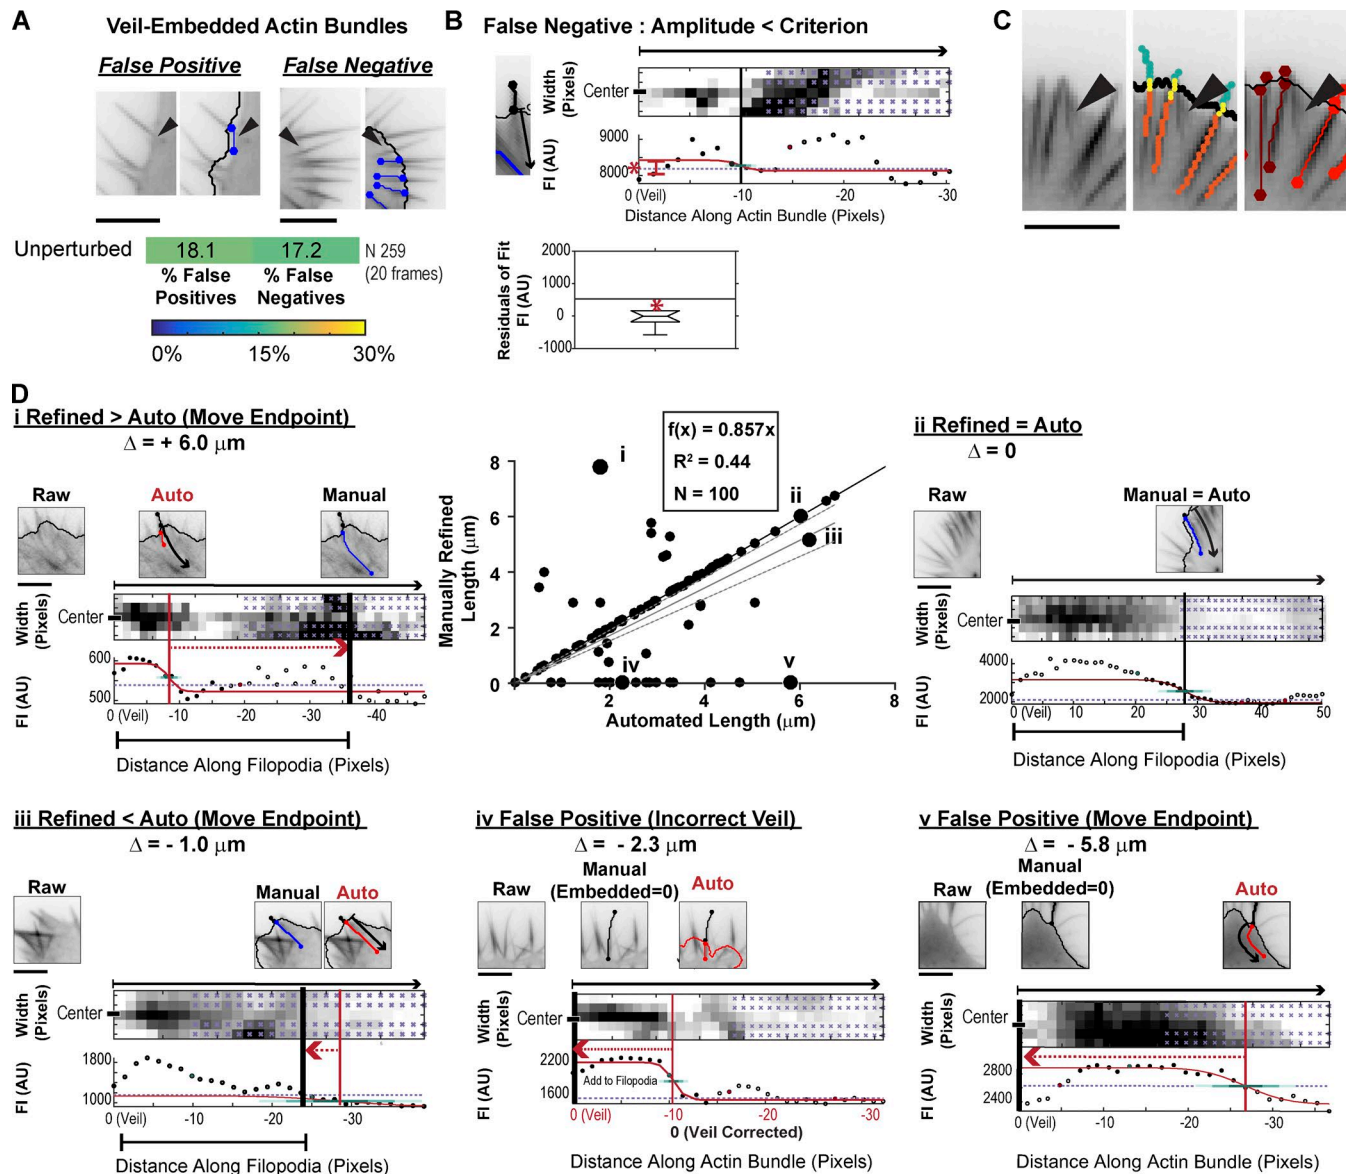 A
Veil-Embedded Actin Bundles
False Positive
False Negative
Unperturbed
18.1
17.2
N 259
(20 frames)
% False
Positives
% False
Negatives
0%
15%
30%
B
False Negative : Amplitude < Criterion
Width
(Pixels)
Center
FI (AU)
9000
8000
*
0 (Veil)
-10
-20
-30
Distance Along Actin Bundle (Pixels)
Residuals of Fit
FI (AU)
2000
1000
0
-1000
*
C
D
i Refined > Auto (Move Endpoint)
Δ = + 6.0 μm
Raw
Auto
Manual
Width
(Pixels)
Center
FI (AU)
600
500
0 (Veil)
-10
-20
-30
-40
Distance Along Filopodia (Pixels)
f(x) = 0.857x
R² = 0.44
N = 100
Manually Refined
Length (μm)
8
6
4
2
0
i
ii
iii
iv
v
2
4
6
8
Automated Length (μm)
ii Refined = Auto
Δ = 0
Raw
Manual = Auto
Width
(Pixels)
Center
FI (AU)
4000
2000
0 (Veil)
10
20
30
40
50
Distance Along Filopodia (Pixels)
iii Refined < Auto (Move Endpoint)
Δ = - 1.0 μm
Raw
Manual
Auto
Width
(Pixels)
Center
FI (AU)
1800
1000
0 (Veil)
-10
-20
-30
Distance Along Filopodia (Pixels)
iv False Positive (Incorrect Veil)
Δ = - 2.3 μm
Raw
Manual
(Embedded=0)
Auto
Width
(Pixels)
Center
FI (AU)
2200
1600
Add to Filopodia
0 (Veil)
-10
-20
-30
0 (Veil Corrected)
Distance Along Actin Bundle (Pixels)
v False Positive (Move Endpoint)
Δ = - 5.8 μm
Raw
Manual
(Embedded=0)
Auto
Width
(Pixels)
Center
FI (AU)
2800
2400
0 (Veil)
-10
-20
-30
Distance Along Actin Bundle (Pixels)